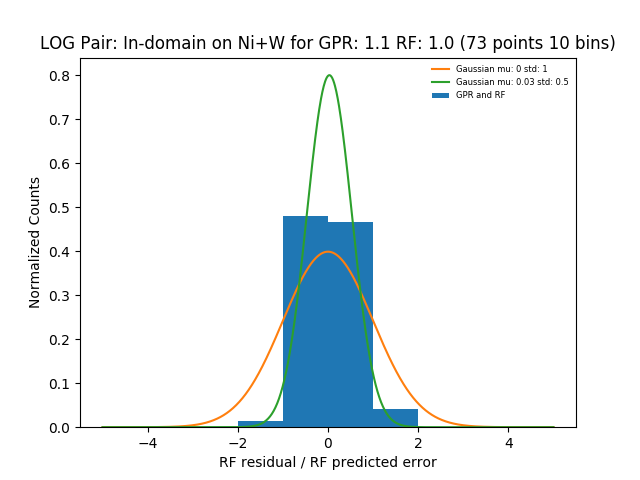 LOG Pair: In-domain on Ni+W for GPR: 1.1 RF: 1.0 (73 points 10 bins)
Gaussian mu: 0 std: 1
Gaussian mu: 0.03 std: 0.5
GPR and RF
Normalized Counts
0.8
0.7
0.6
0.5
0.4
0.3
0.2
0.1
0.0
−4
−2
0
2
4
RF residual / RF predicted error